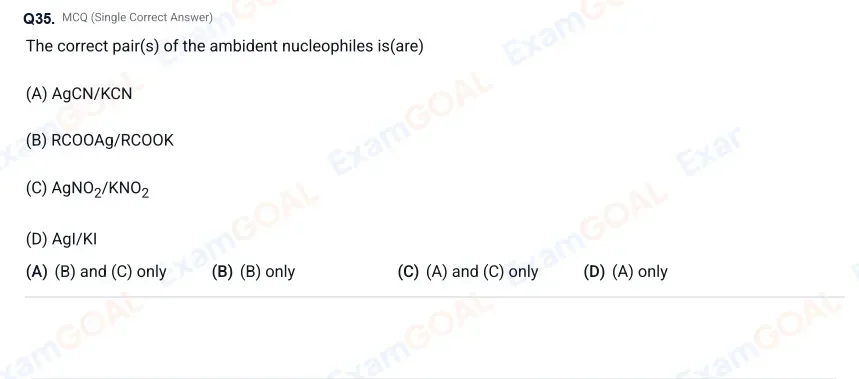 Q35. MCQ (Single Correct Answer)
The correct pair(s) of the ambident nucleophiles is(are)
(A) AgCN/KCN
(B) RCOOAg/RCOOK
(C) AgNO₂/KNO₂
(D) AgI/KI
(A) (B) and (C) only (B) (B) only (C) (A) and (C) only (D) (A) only